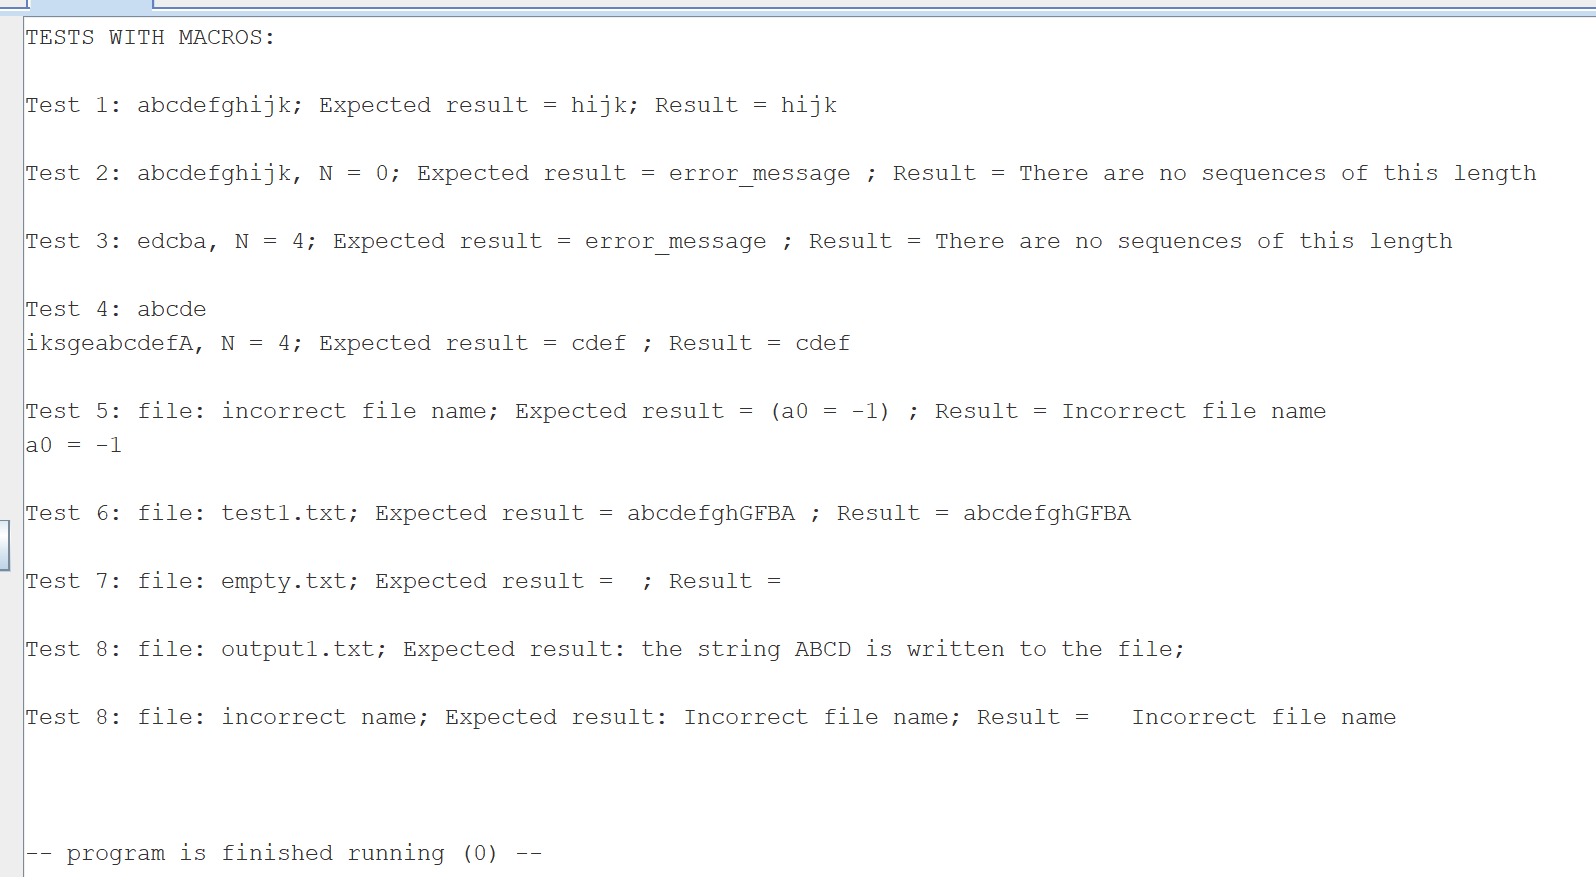 TESTS WITH MACROS:
Test 1: abcdefghijk; Expected result = hijk; Result = hijk
Test 2: abcdefghijk, N = 0; Expected result = error_message ; Result = There are no sequences of this length
Test 3: edcba, N = 4; Expected result = error_message ; Result = There are no sequences of this length
Test 4: abcde
iksgeabcdefA, N = 4; Expected result = cdef ; Result = cdef
Test 5: file: incorrect file name; Expected result = (a0 = -1) ; Result = Incorrect file name
a0 = -1
Test 6: file: test1.txt; Expected result = abcdefghGFBA ; Result = abcdefghGFBA
Test 7: file: empty.txt; Expected result =  ; Result =
Test 8: file: output1.txt; Expected result: the string ABCD is written to the file;
Test 8: file: incorrect name; Expected result: Incorrect file name; Result =   Incorrect file name
-- program is finished running (0) --